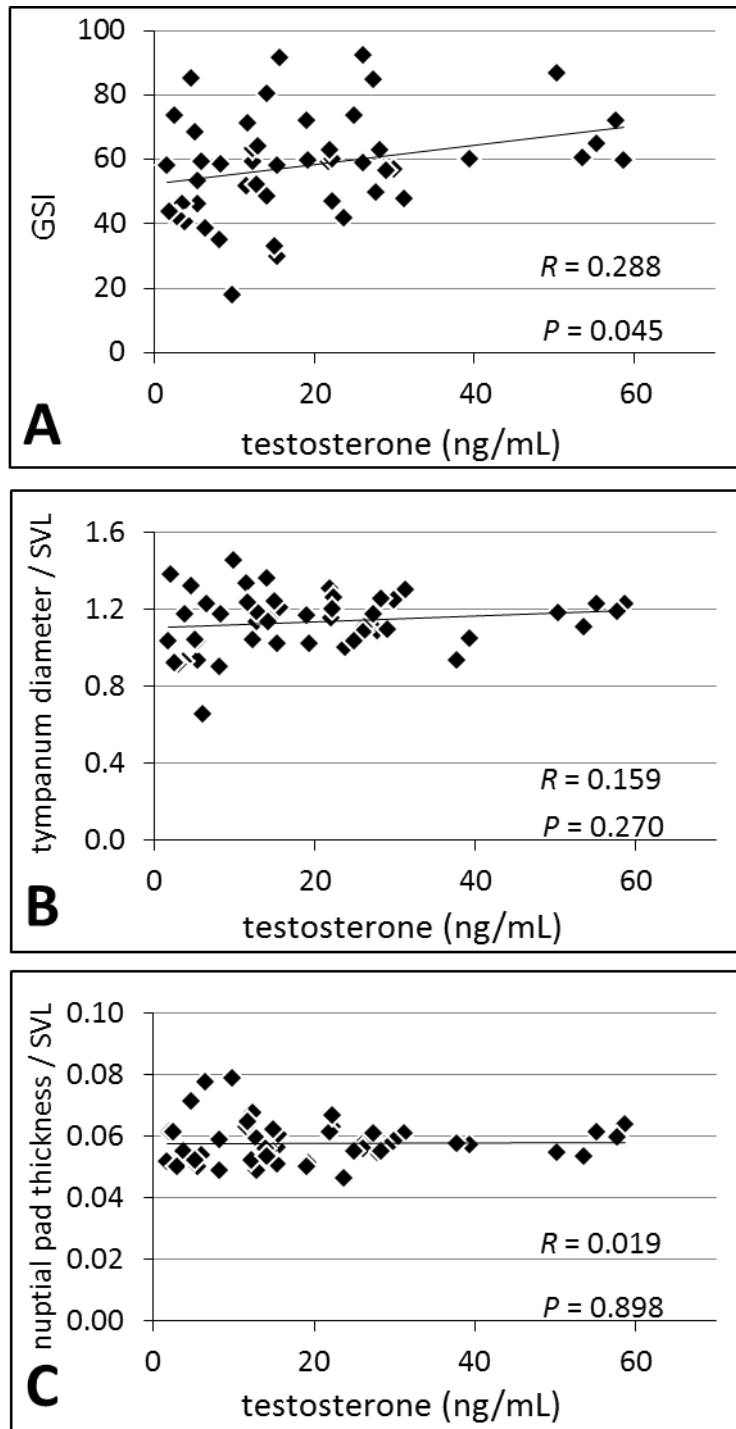 100
80
60
40
20
0
GSI
R = 0.288
P = 0.045
0 20 40 60
testosterone (ng/mL)
A
1.6
1.2
0.8
0.4
0.0
tympanum diameter / SVL
R = 0.159
P = 0.270
0 20 40 60
testosterone (ng/mL)
B
0.10
0.08
0.06
0.04
0.02
0.00
nuptial pad thickness / SVL
R = 0.019
P = 0.898
0 20 40 60
testosterone (ng/mL)
C